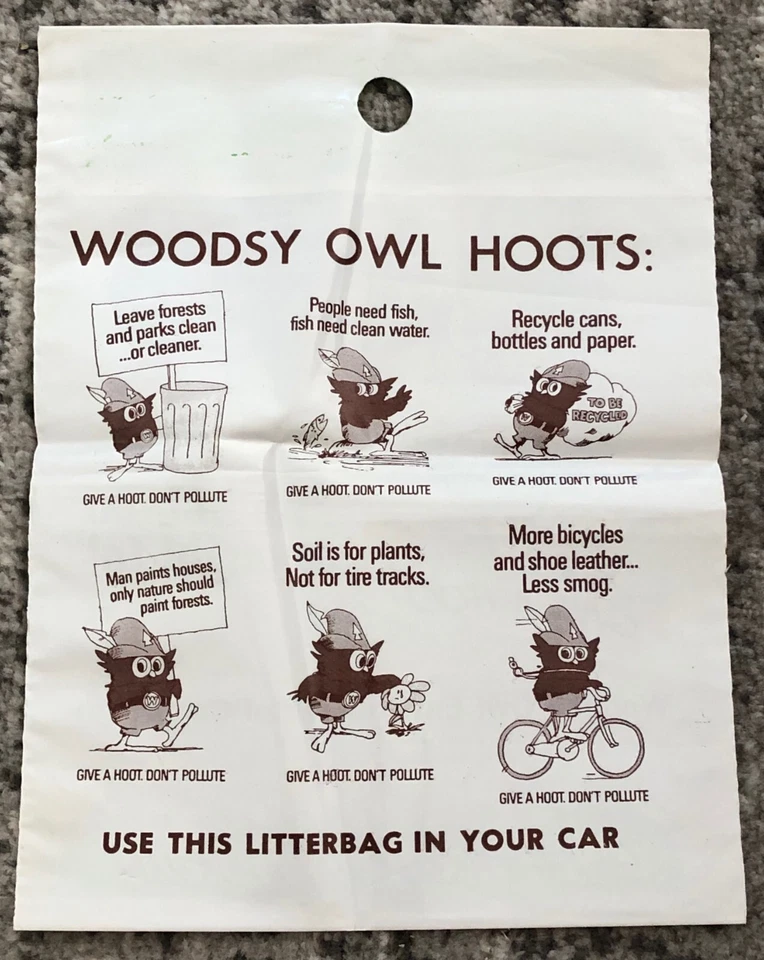 WOODSY OWL HOOTS:
Leave forests
and parks clean
...or cleaner.
GIVE A HOOT. DON'T POLLUTE
People need fish,
fish need clean water.
GIVE A HOOT. DON'T POLLUTE
Recycle cans,
bottles and paper.
TO BE
RECYCLED
GIVE A HOOT. DON'T POLLUTE
Man paints houses,
only nature should
paint forests.
W
GIVE A HOOT. DON'T POLLUTE
Soil is for plants,
Not for tire tracks.
W
GIVE A HOOT. DON'T POLLUTE
More bicycles
and shoe leather...
Less smog.
GIVE A HOOT. DON'T POLLUTE
USE THIS LITTERBAG IN YOUR CAR